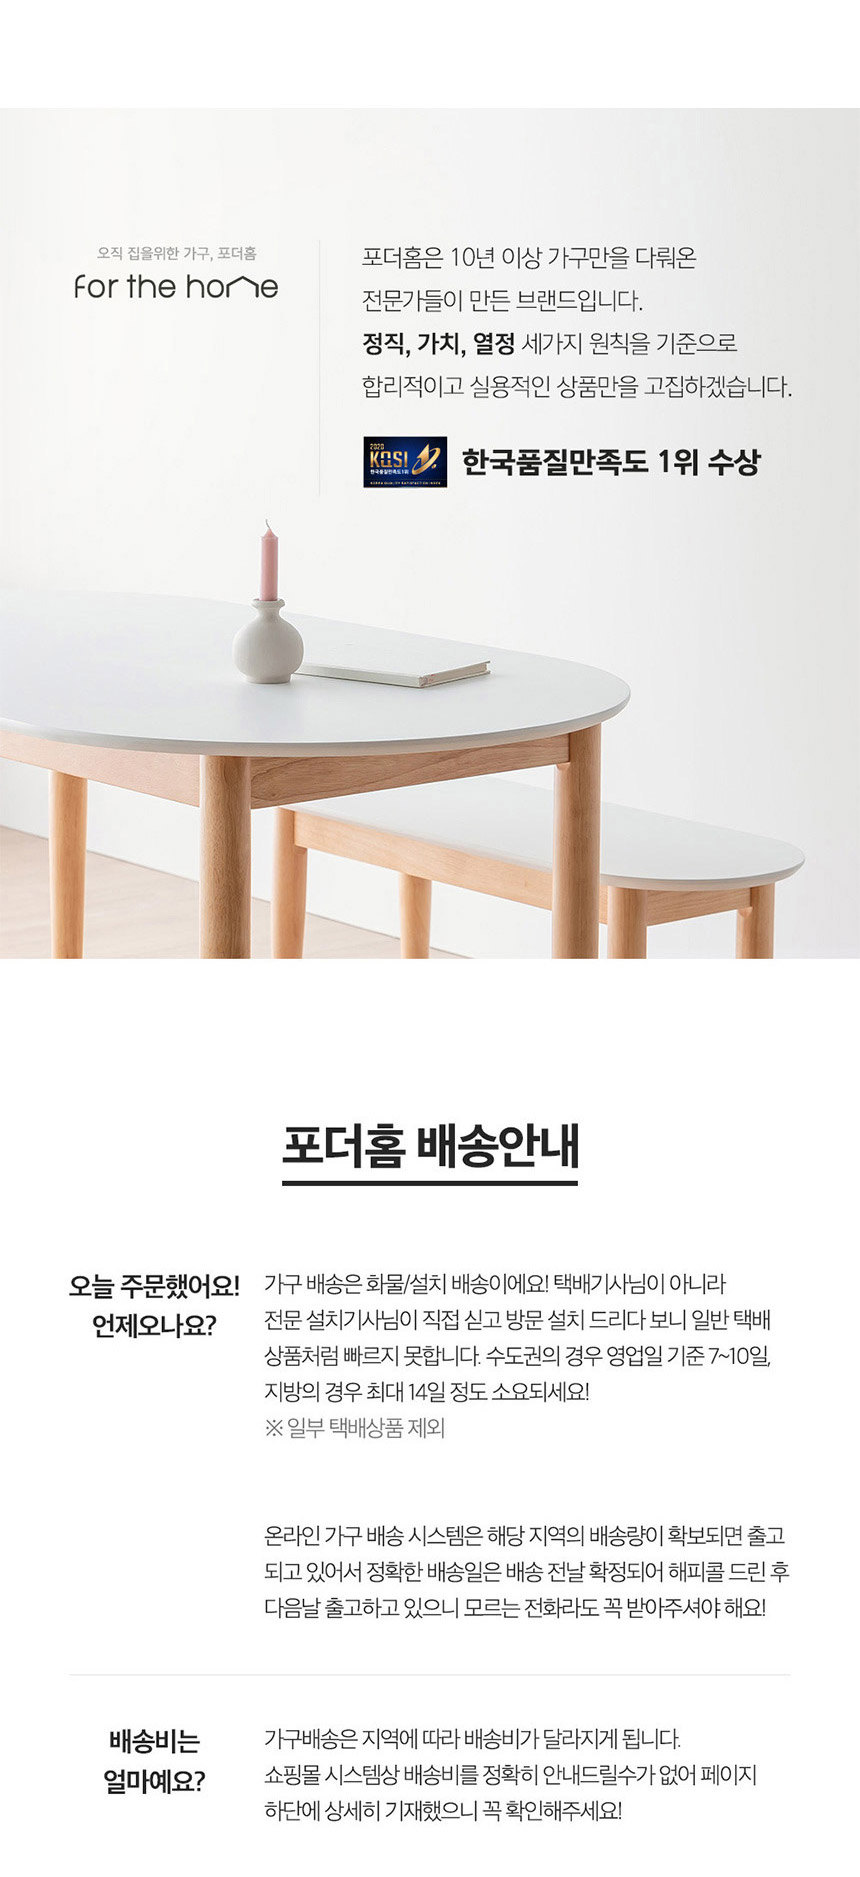 오직 집을위한 가구, 포더홈
For the home
포더홈은 10년 이상 가구만을 다뤄온
전문가들이 만든 브랜드입니다.
정직, 가치, 열정 세가지 원칙을 기준으로
합리적이고 실용적인 상품만을 고집하겠습니다.
2020
KQSI
한국품질만족도1위
KOREA QUALITY SATISFACTION INDEX
한국품질만족도 1위 수상
포더홈 배송안내
오늘 주문했어요!
언제오나요?
가구 배송은 화물/설치 배송이에요! 택배기사님이 아니라
전문 설치기사님이 직접 싣고 방문 설치 드리다 보니 일반 택배
상품처럼 빠르지 못합니다. 수도권의 경우 영업일 기준 7~10일,
지방의 경우 최대 14일 정도 소요되세요!
※ 일부 택배상품 제외
온라인 가구 배송 시스템은 해당 지역의 배송량이 확보되면 출고
되고 있어서 정확한 배송일은 배송 전날 확정되어 해피콜 드린 후
다음날 출고하고 있으니 모르는 전화라도 꼭 받아주셔야 해요!
배송비는
얼마예요?
가구배송은 지역에 따라 배송비가 달라지게 됩니다.
쇼핑몰 시스템상 배송비를 정확히 안내드릴수가 없어 페이지
하단에 상세히 기재했으니 꼭 확인해주세요!